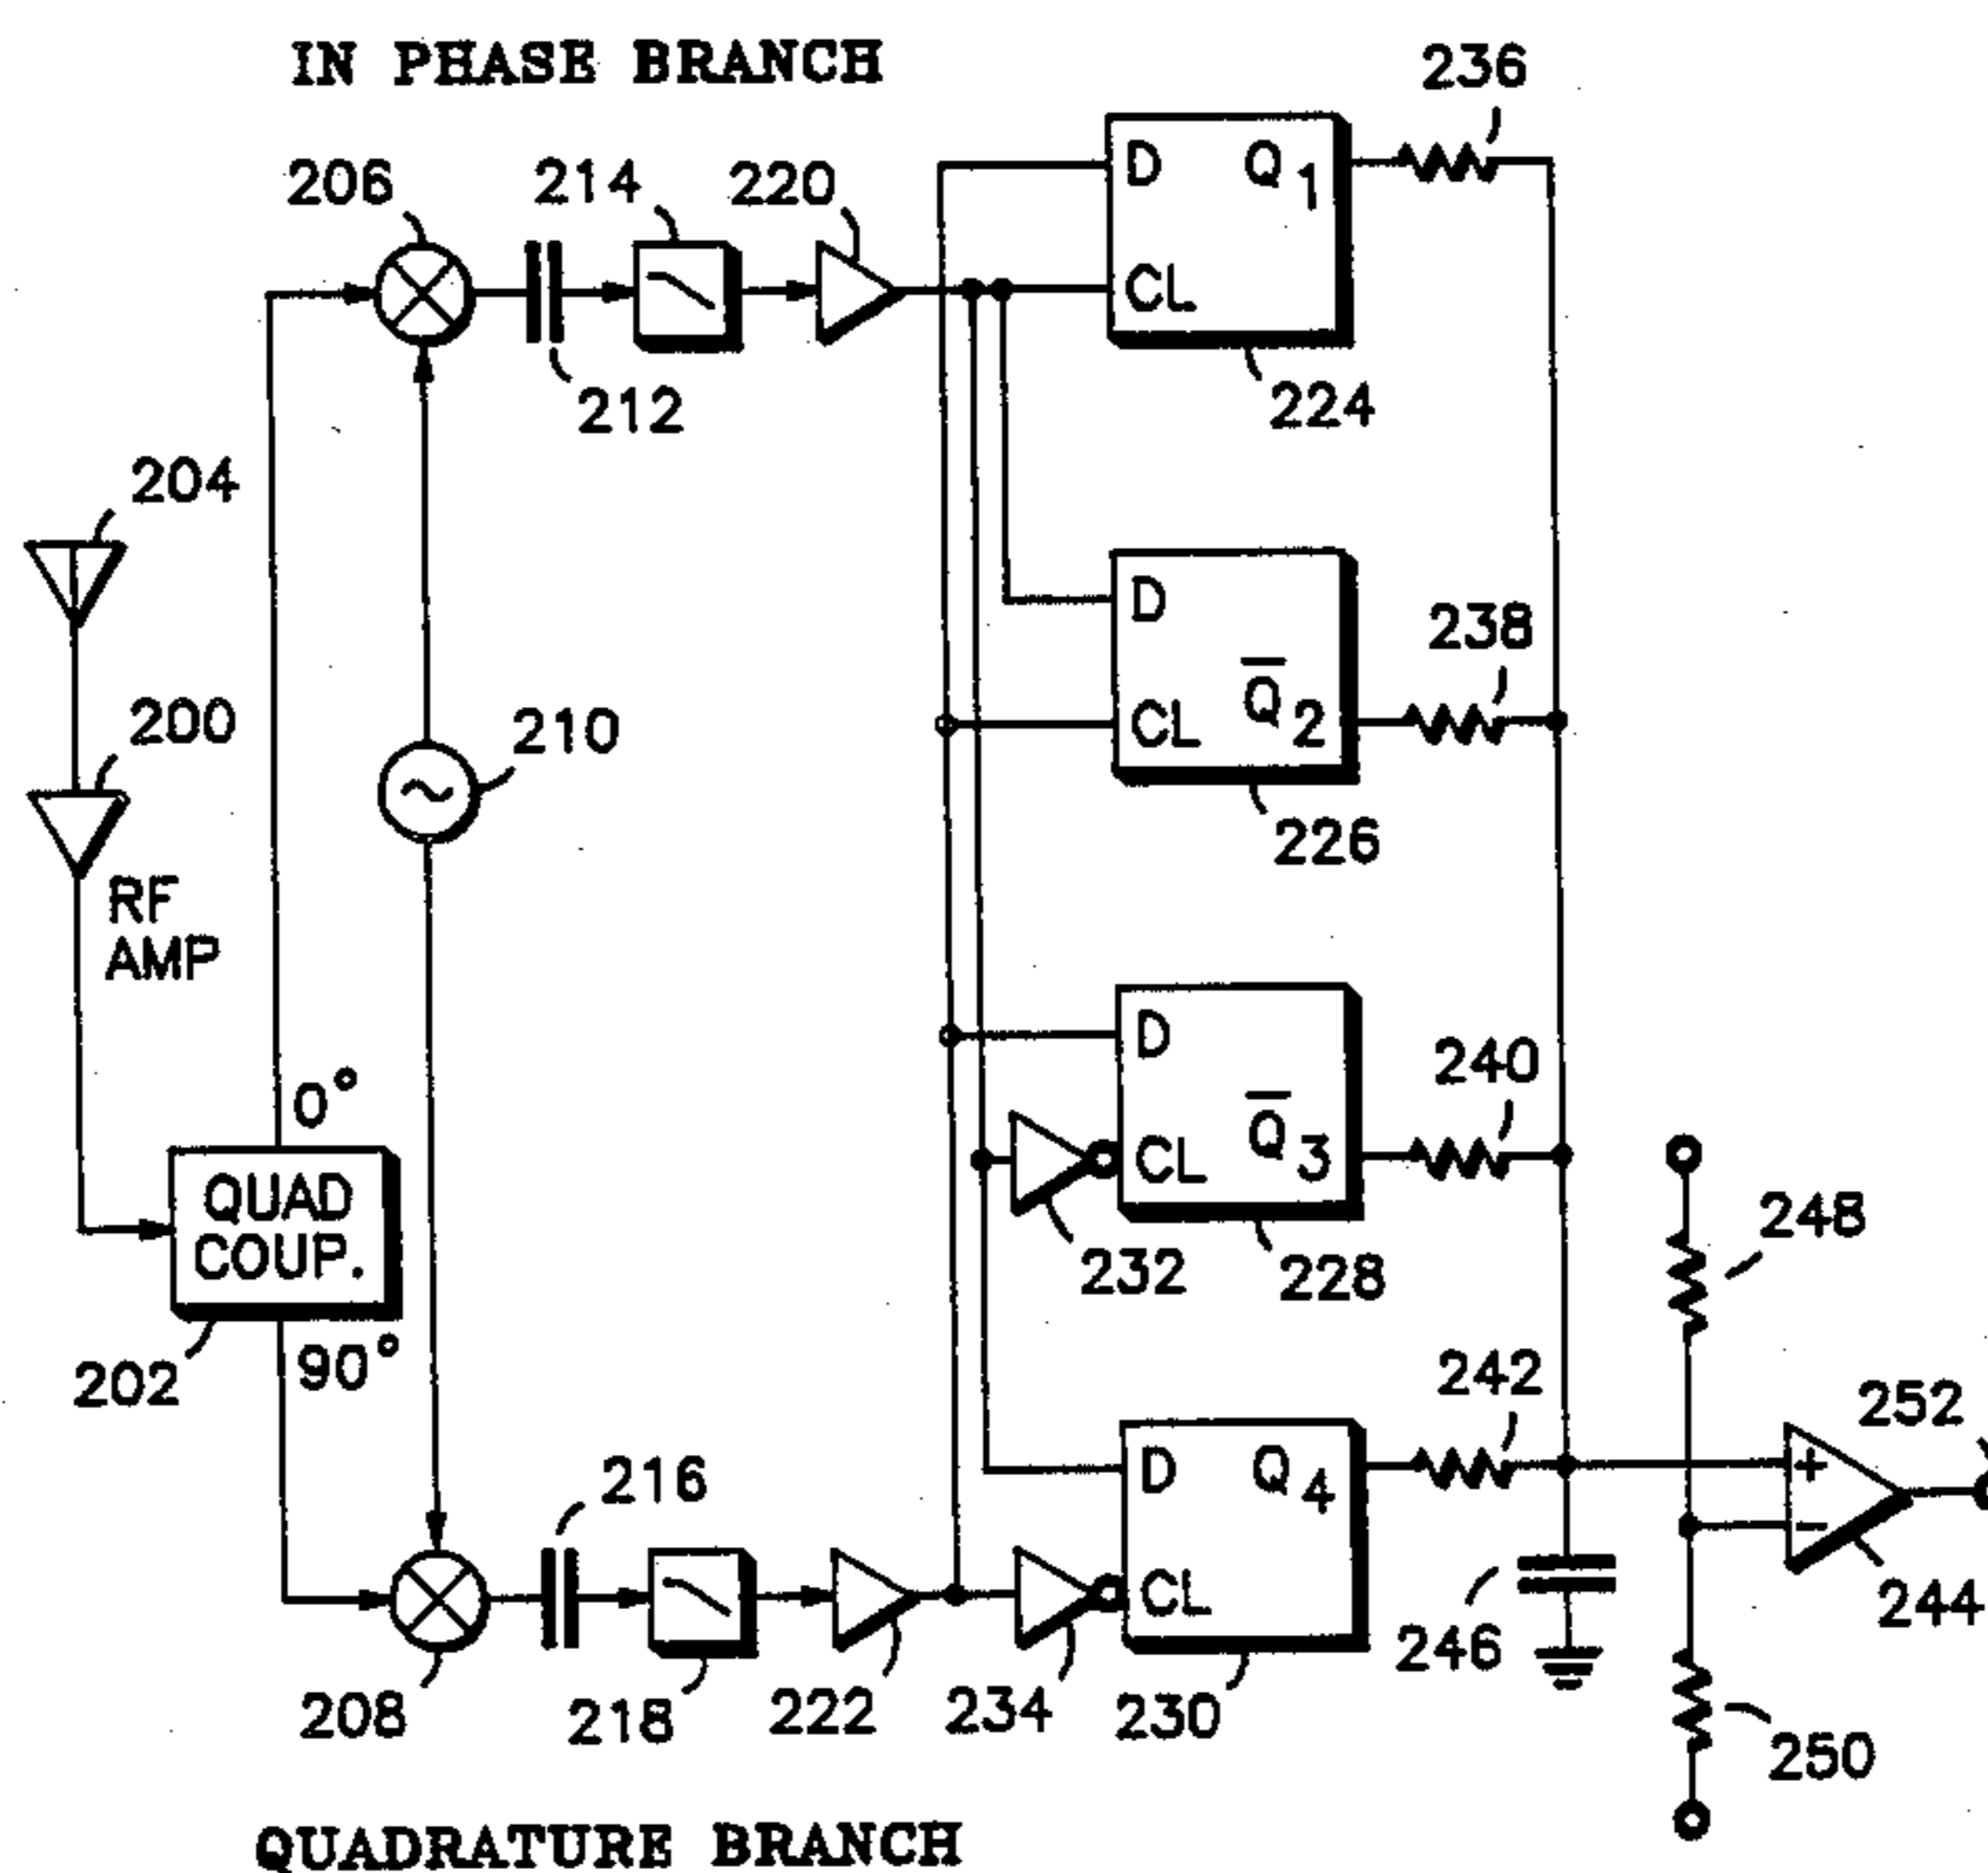 IN PHASE BRANCH
236
206
214
220
D
Q 1
CL
224
212
204
D
238
200
210
CL
Q̅ 2
226
RF
AMP
D
240
0°
CL
Q̅ 3
248
QUAD
COUP.
232
228
202
90°
242
252
216
D
Q 4
CL
244
246
208
218
222
234
230
250
QUADRATURE BRANCH